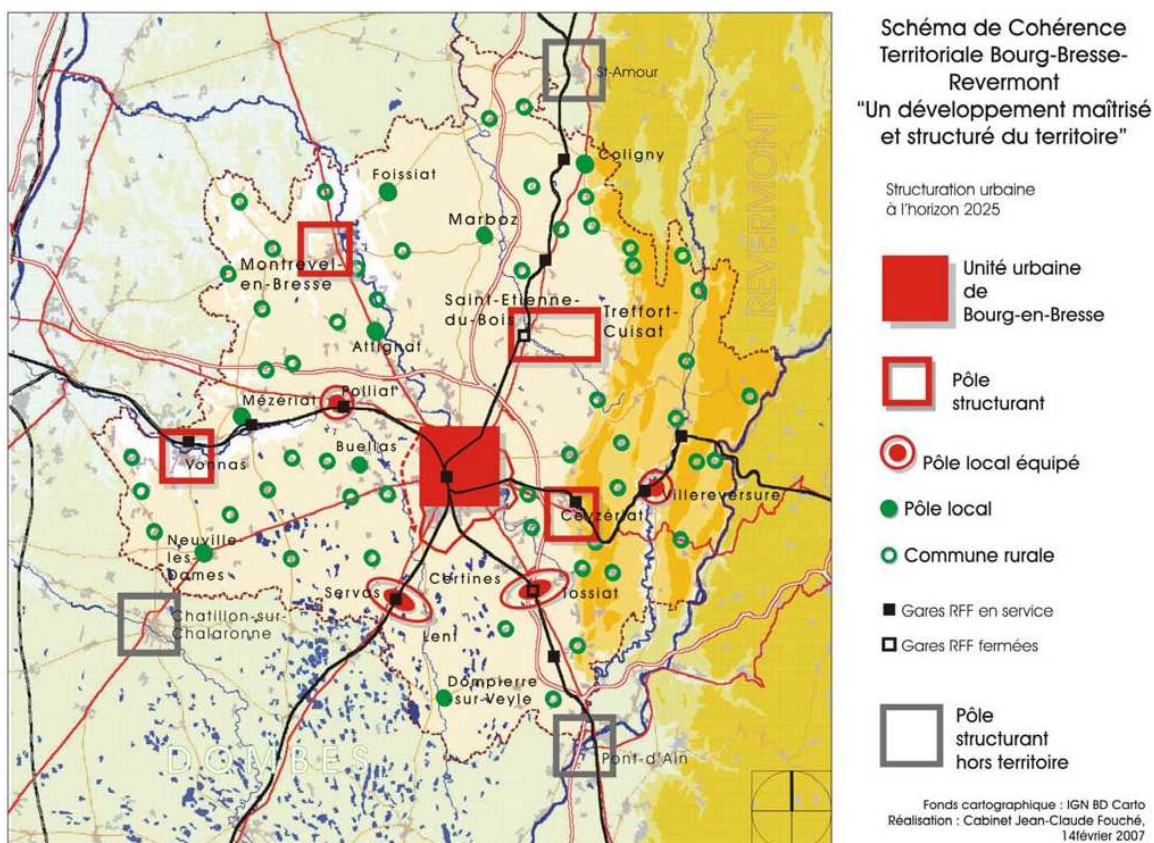 Schéma de Cohérence
Territoriale Bourg-Bresse-
Revermont
"Un développement maîtrisé
et structuré du territoire"
Structuration urbaine
à l'horizon 2025
Unité urbaine
de
Bourg-en-Bresse
Pôle
structurant
Pôle local équipé
Pôle local
Commune rurale
Gares RFF en service
Gares RFF fermées
Pôle
structurant
hors territoire
Fonds cartographique : IGN BD Carto
Réalisation : Cabinet Jean-Claude Fouché,
14février 2007
St-Amour
REVERMONT
Coligny
Foissiat
Marboz
Montrevel-
en-Bresse
Saint-Etienne-
du-Bois
Treffort-
Cuisat
Attignat
Polliat
Mézériat
Vonnas
Buellas
Ceyzériat
Villereversure
Neuville
les-
Dames
Servas
Certines
Tossiat
Chatillon-sur-
Chalaronne
Lent
Dompierre
sur-Veyle
DOMBES
Pont-d'Ain